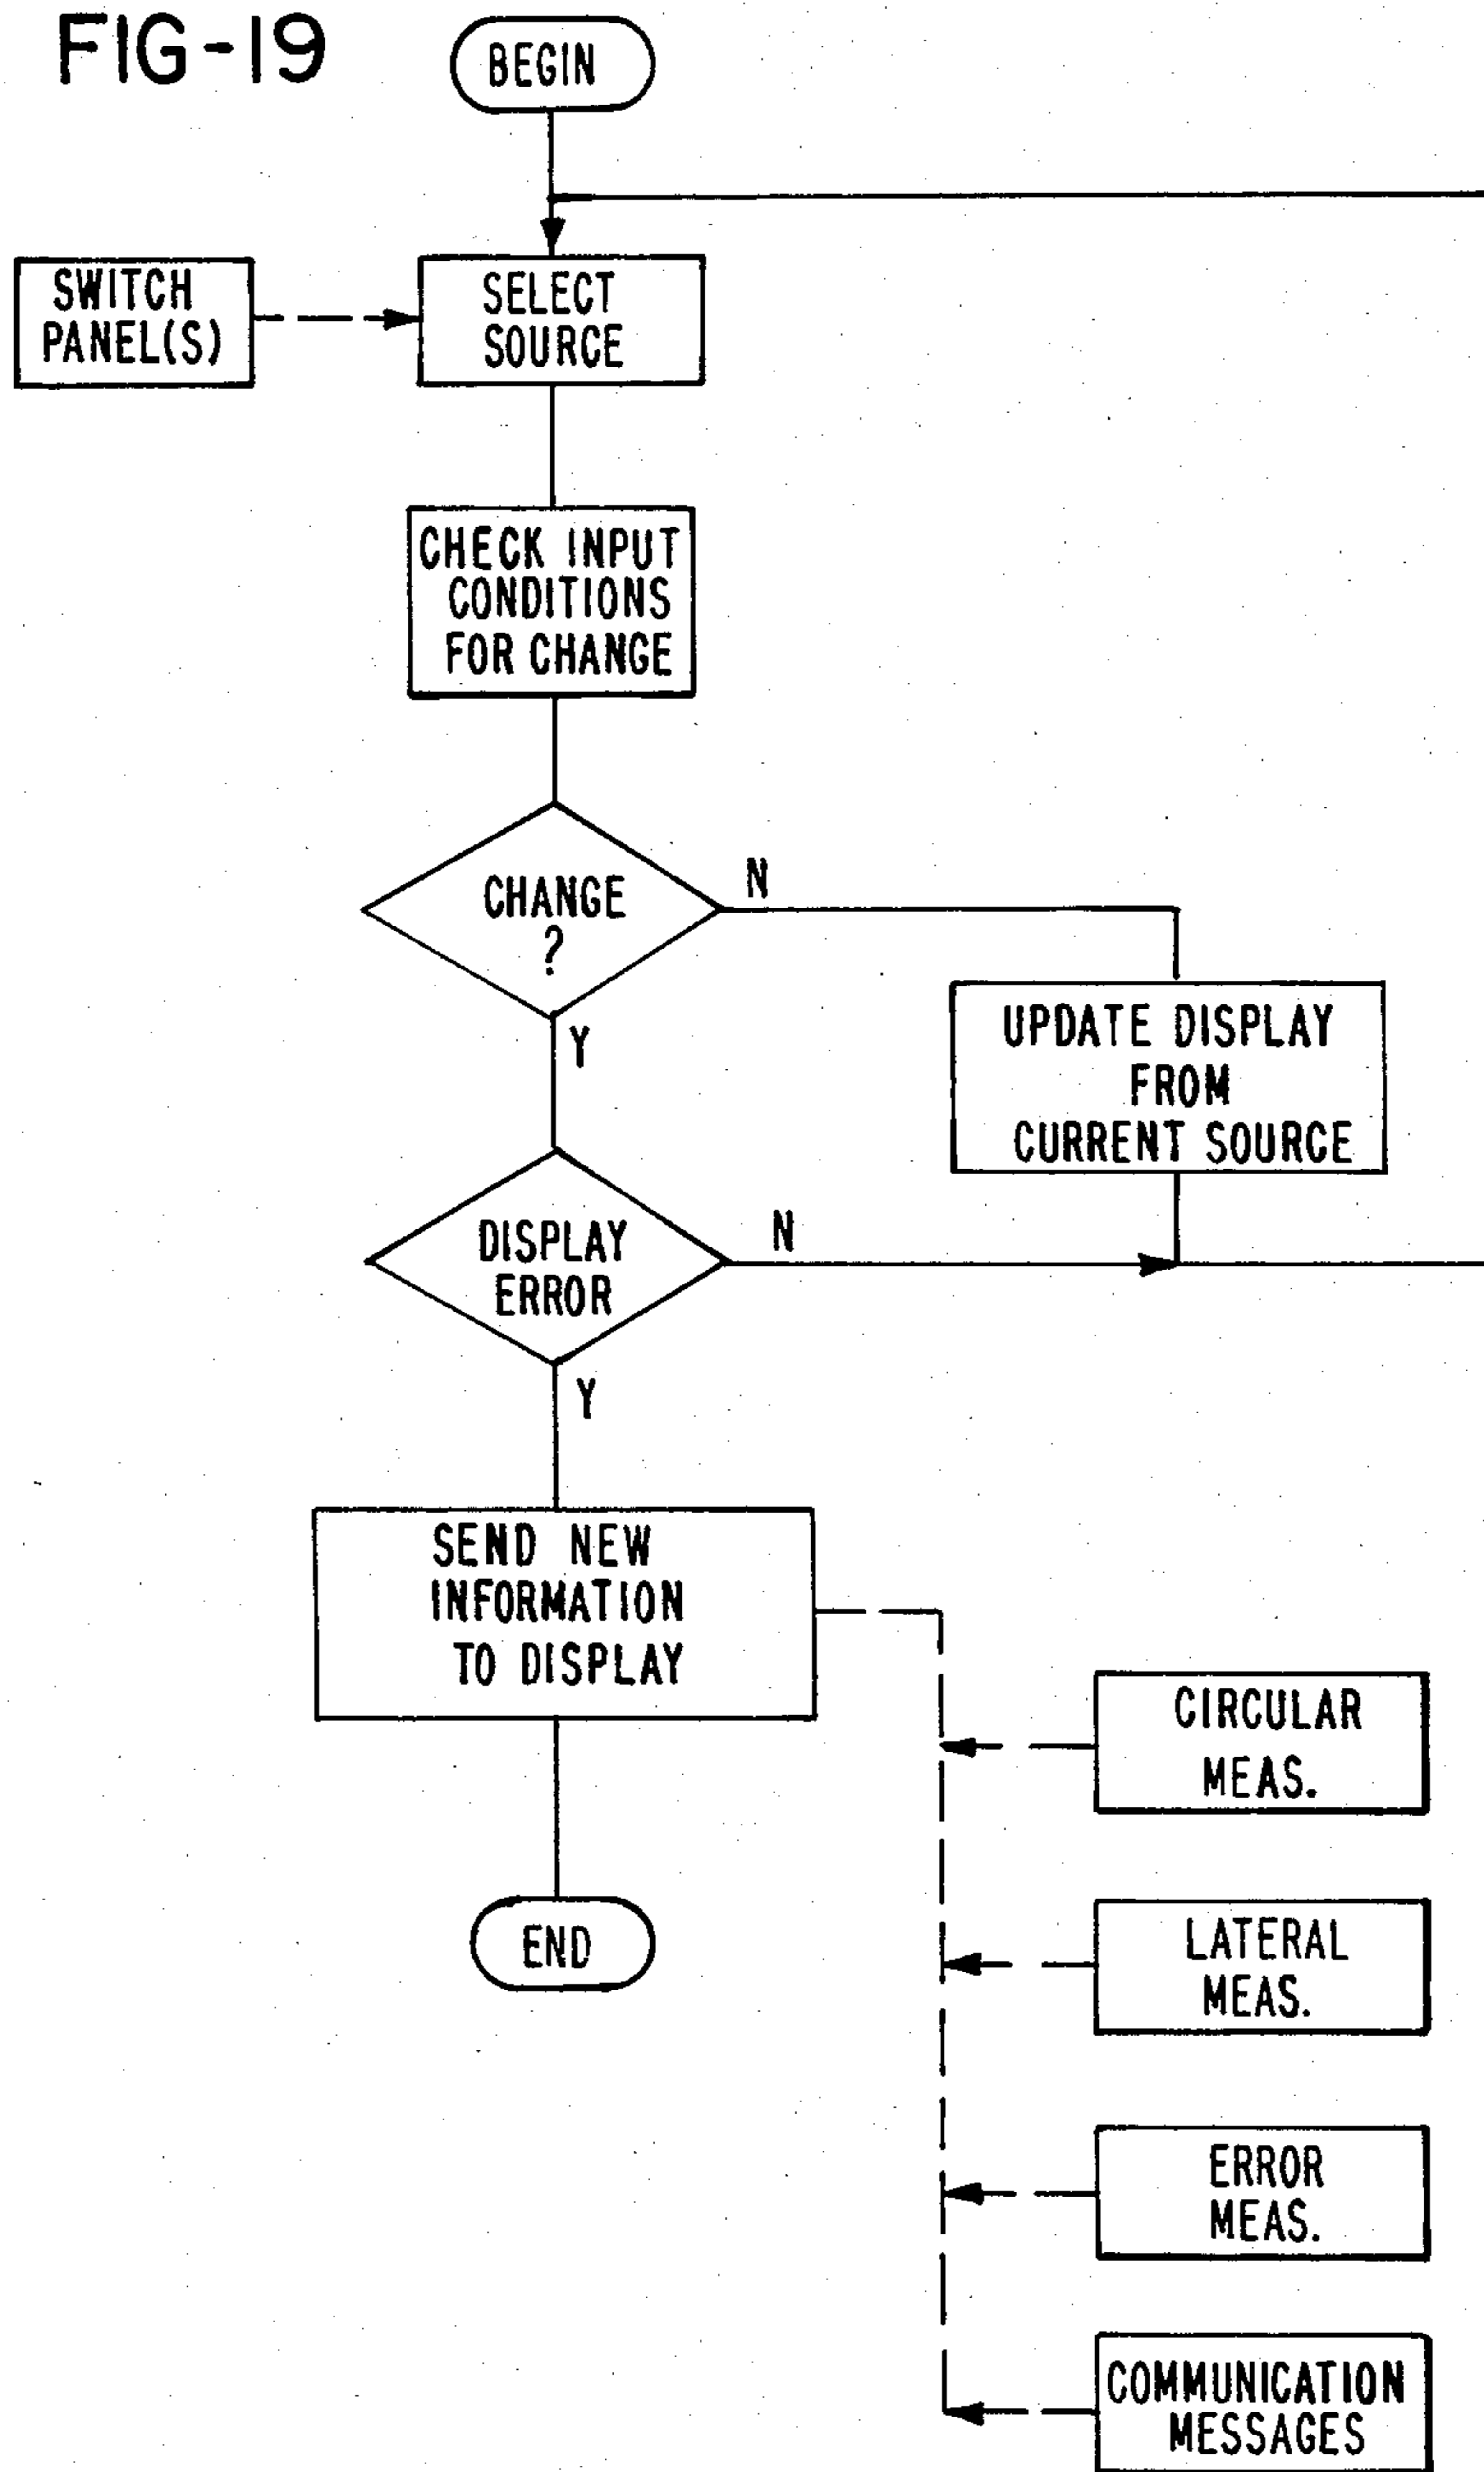 FIG-19
BEGIN
SWITCH
PANEL(S)
SELECT
SOURCE
CHECK INPUT
CONDITIONS
FOR CHANGE
CHANGE
?
N
Y
UPDATE DISPLAY
FROM
CURRENT SOURCE
DISPLAY
ERROR
N
Y
SEND NEW
INFORMATION
TO DISPLAY
CIRCULAR
MEAS.
END
LATERAL
MEAS.
ERROR
MEAS.
COMMUNICATION
MESSAGES